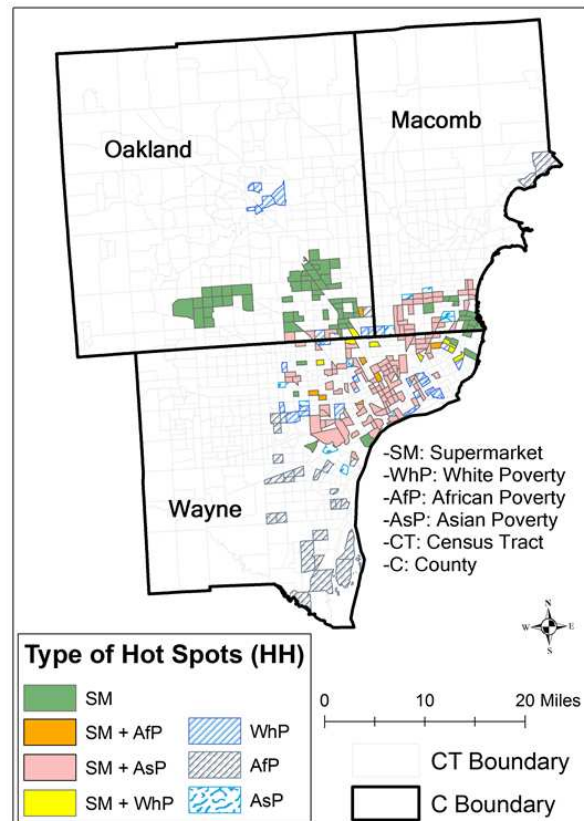 Oakland
Macomb
Wayne
-SM: Supermarket
-WhP: White Poverty
-AfP: African Poverty
-AsP: Asian Poverty
-CT: Census Tract
-C: County
N
W E
S
Type of Hot Spots (HH)
SM
SM + AfP
SM + AsP
SM + WhP
WhP
AfP
AsP
0 10 20 Miles
CT Boundary
C Boundary